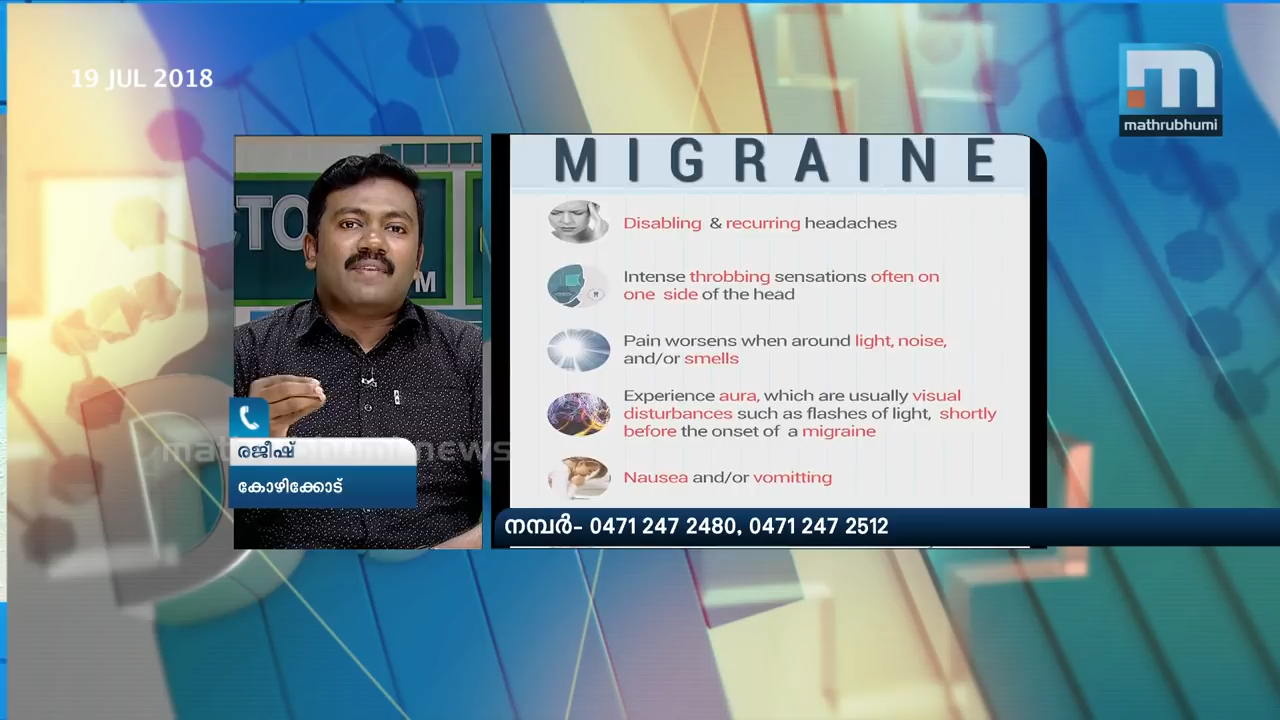 19 JUL 2018
mathrubhumi
MIGRAINE
Disabling & recurring headaches
Intense throbbing sensations often on
one side of the head
Pain worsens when around light, noise,
and/or smells
Experience aura, which are usually visual
disturbances such as flashes of light, shortly
before the onset of a migraine
Nausea and/or vomitting
TO
M
mathrubhumi news
രജീഷ്
കോഴിക്കോട്
നമ്പർ- 0471 247 2480, 0471 247 2512